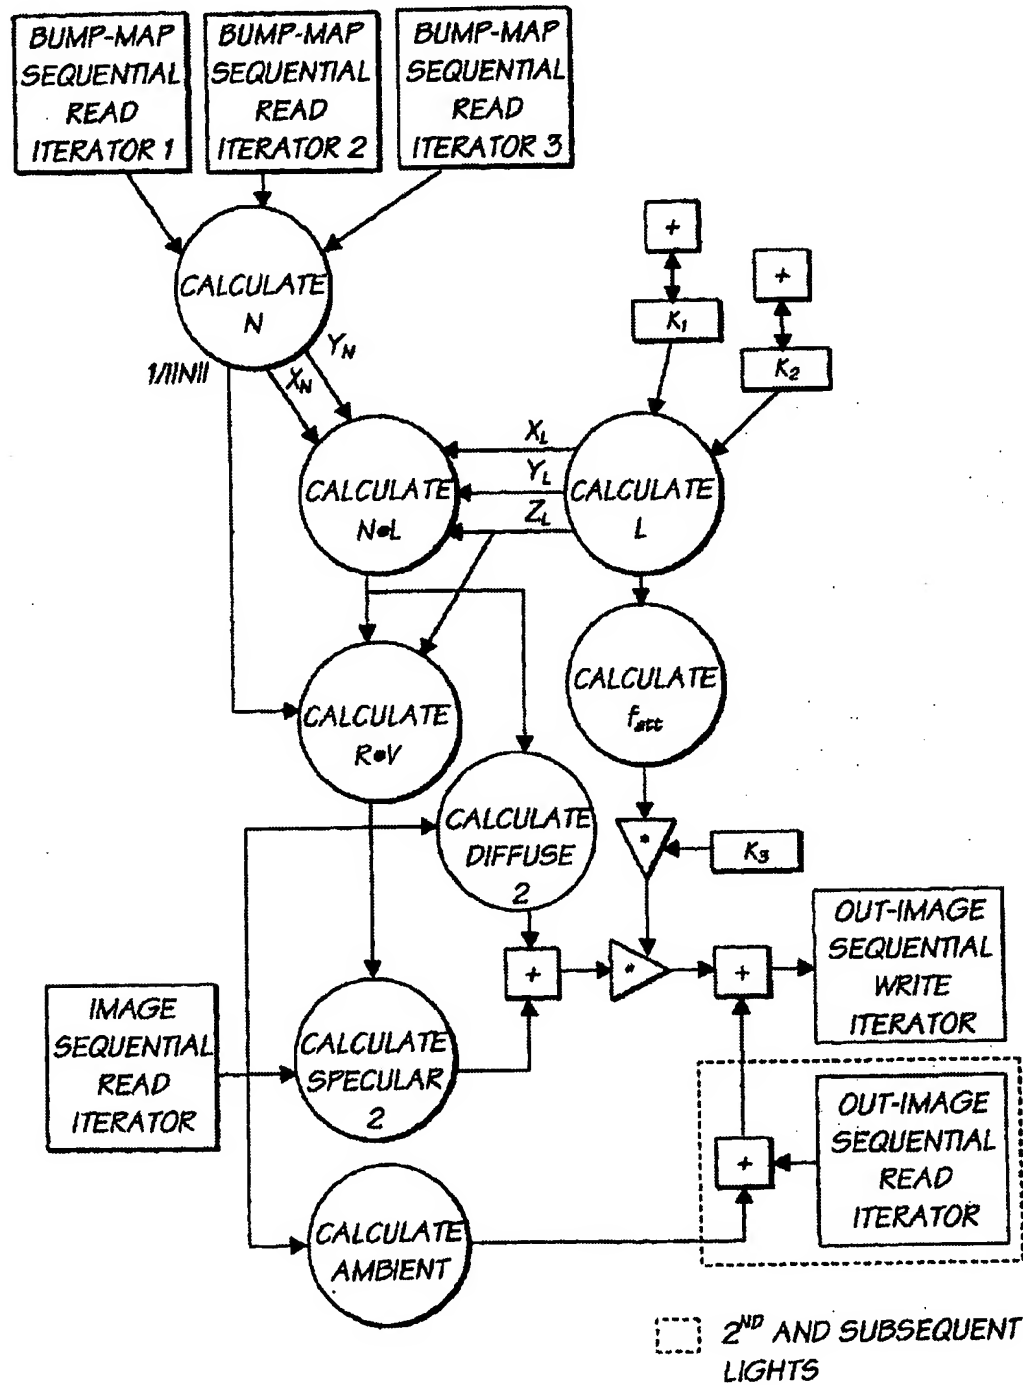 BUMP-MAP
SEQUENTIAL
READ
ITERATOR 1
BUMP-MAP
SEQUENTIAL
READ
ITERATOR 2
BUMP-MAP
SEQUENTIAL
READ
ITERATOR 3
+
+
CALCULATE
N
K1
K2
1/||N||
XN
YN
XL
YL
ZL
CALCULATE
N•L
CALCULATE
L
CALCULATE
R•V
CALCULATE
fatt
CALCULATE
DIFFUSE
2
*
K3
OUT-IMAGE
SEQUENTIAL
WRITE
ITERATOR
+
*
+
IMAGE
SEQUENTIAL
READ
ITERATOR
CALCULATE
SPECULAR
2
+
OUT-IMAGE
SEQUENTIAL
READ
ITERATOR
CALCULATE
AMBIENT
2ND AND SUBSEQUENT
LIGHTS